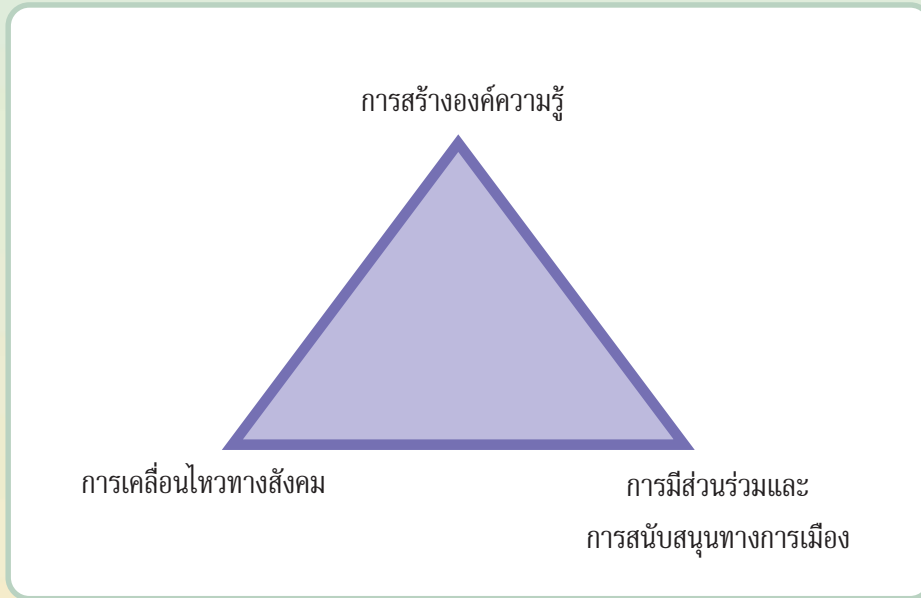 การสร้างองค์ความรู้
การเคลื่อนไหวทางสังคม
การมีส่วนร่วมและ
การสนับสนุนทางการเมือง